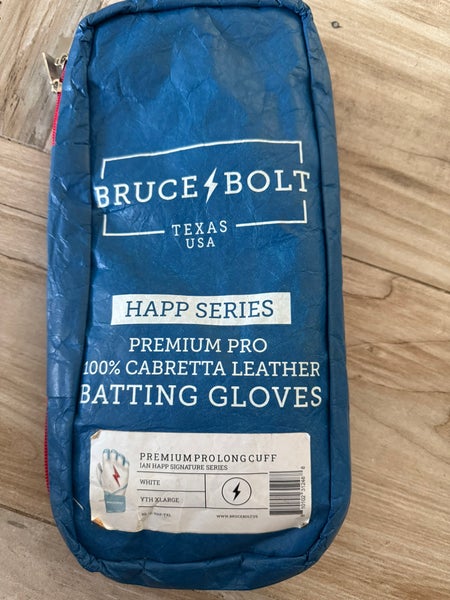 BRUCE BOLT
TEXAS
USA
HAPP SERIES
PREMIUM PRO
100% CABRETTA LEATHER
BATTING GLOVES
PREMIUM PRO LONG CUFF
IAN HAPP SIGNATURE SERIES
WHITE
YTH XLARGE
WWW.BRUCEBOLT.US